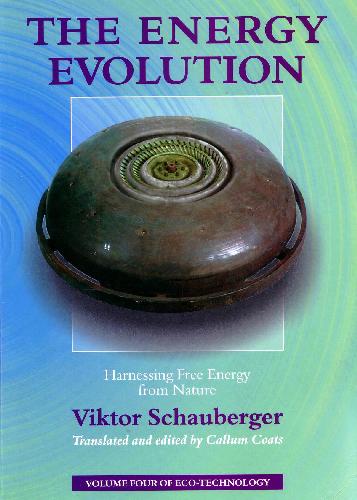 THE ENERGY
EVOLUTION
Harnessing Free Energy
from Nature
Viktor Schauberger
Translated and edited by Callum Coats
VOLUME FOUR OF ECO-TECHNOLOGY